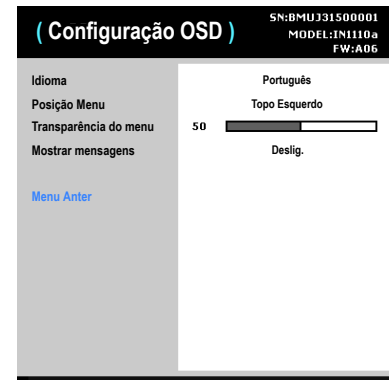 ( Configuração OSD )
SN:BMUJ31500001
MODEL:IN1110a
FW:A06
Idioma Português
Posição Menu Topo Esquerdo
Transparência do menu 50
Mostrar mensagens Deslig.
Menu Anter